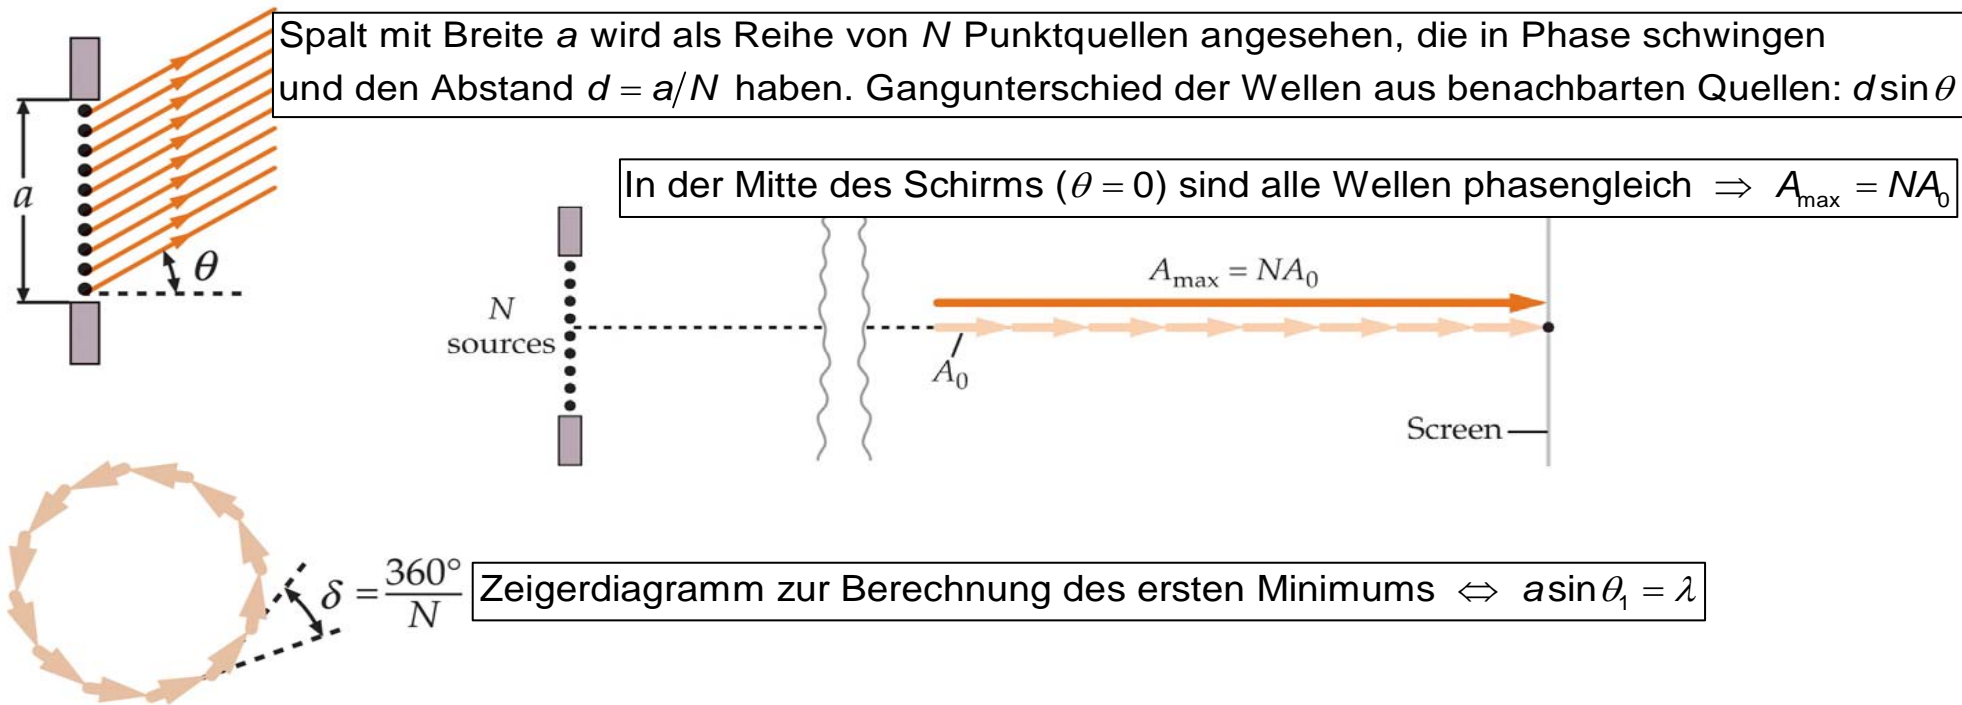 Spalt mit Breite a wird als Reihe von N Punktquellen angesehen, die in Phase schwingen
und den Abstand d = a/N haben. Gangunterschied der Wellen aus benachbarten Quellen: d sin θ
a
θ
In der Mitte des Schirms (θ = 0) sind alle Wellen phasengleich ⇒ A_max = NA_0
N
sources
A_max = NA_0
A_0
Screen
δ = 360°/N
Zeigerdiagramm zur Berechnung des ersten Minimums ⇔ a sin θ_1 = λ